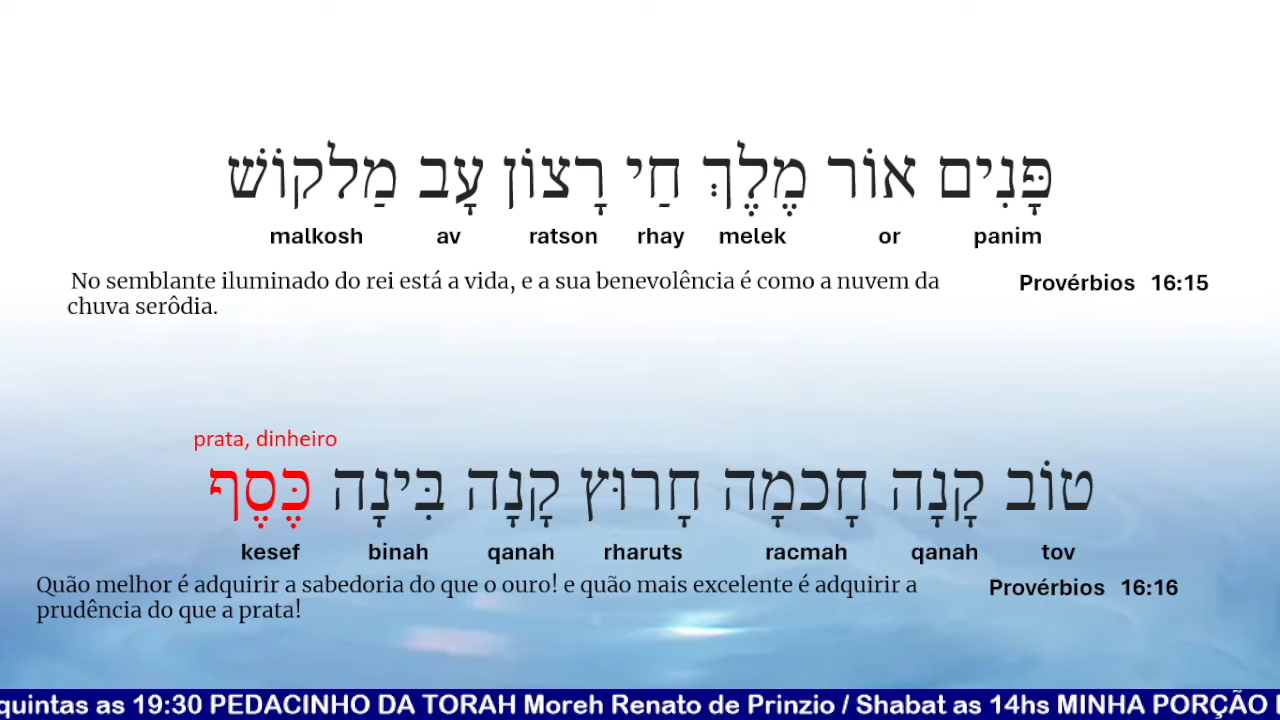 פָּנִים אוֹר מֶלֶךְ חַי רָצוֹן עָב מַלקוֹשׁ
malkosh av ratson rhay melek or panim
No semblante iluminado do rei está a vida, e a sua benevolência é como a nuvem da
chuva serôdia.
Provérbios 16:15
prata, dinheiro
טוֹב קָנָה חָכמָה חָרוּץ קָנָה בִּינָה כֶּסֶף
kesef binah qanah rharuts racmah qanah tov
Quão melhor é adquirir a sabedoria do que o ouro! e quão mais excelente é adquirir a
prudência do que a prata!
Provérbios 16:16
quintas as 19:30 PEDACINHO DA TORAH Moreh Renato de Prinzio / Shabat as 14hs MINHA PORÇÃO